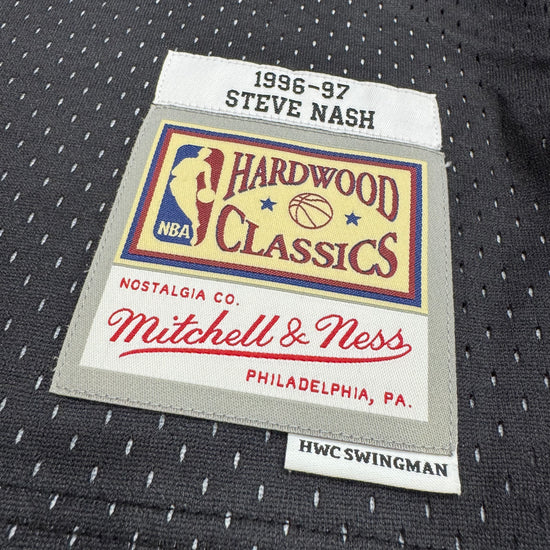 1996-97
STEVE NASH
NBA
HARDWOOD
CLASSICS
NOSTALGIA CO.
Mitchell & Ness
PHILADELPHIA, PA.
HWC SWINGMAN